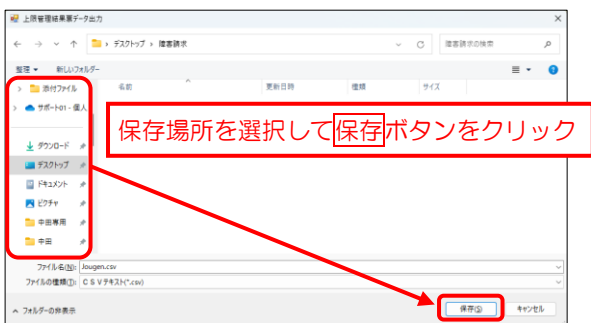 上限管理結果票データ出力
デスクトップ › 障害請求
障害請求の検索
整理 新しいフォルダー
添付ファイル
サポート01 - 個人
ダウンロード
デスクトップ
ドキュメント
ピクチャ
中田専用
中田
名前 更新日時 種類 サイズ
保存場所を選択して保存ボタンをクリック
ファイル名(N): Jougen.csv
ファイルの種類(T): CSVテキスト(*.csv)
フォルダーの非表示
保存(S) キャンセル